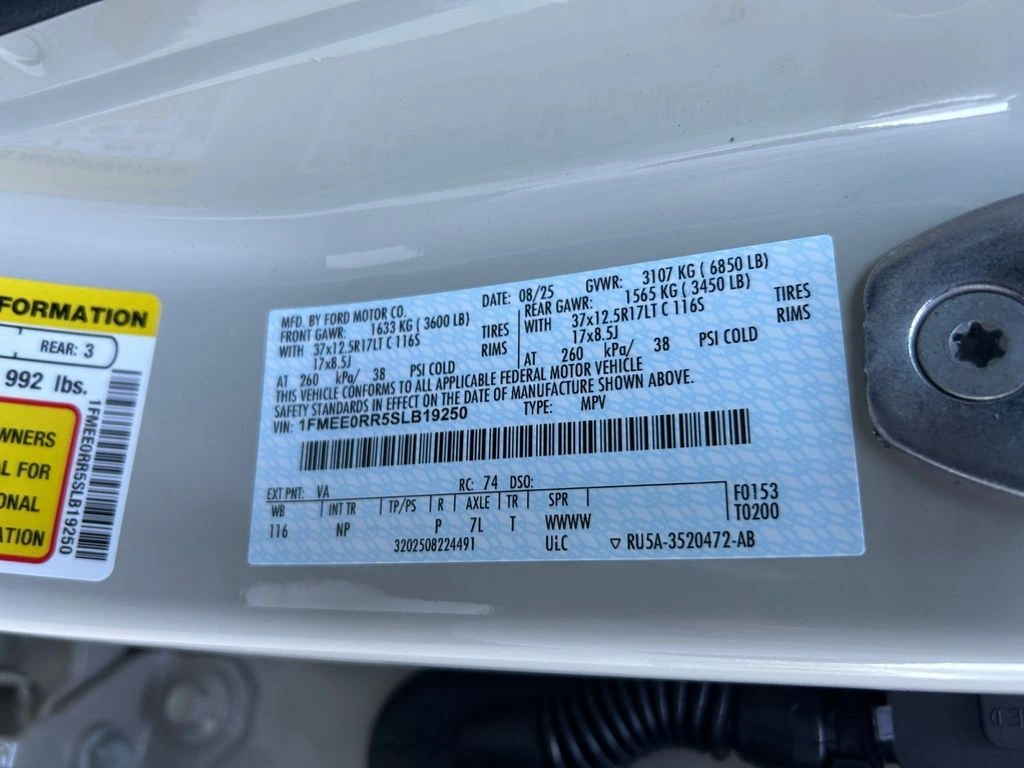 FORMATION
REAR: 3
992 lbs.
WNERS
L FOR
ONAL
ATION
1FMEE0RR5SLB19250
MFD. BY FORD MOTOR CO. DATE: 08/25 GVWR: 3107 KG ( 6850 LB)
FRONT GAWR: 1633 KG ( 3600 LB) REAR GAWR: 1565 KG ( 3450 LB)
WITH 37x12.5R17LT C 116S TIRES WITH 37x12.5R17LT C 116S TIRES
17x8.5J RIMS 17x8.5J RIMS
AT 260 kPa/ 38 PSI COLD AT 260 kPa/ 38 PSI COLD
THIS VEHICLE CONFORMS TO ALL APPLICABLE FEDERAL MOTOR VEHICLE
SAFETY STANDARDS IN EFFECT ON THE DATE OF MANUFACTURE SHOWN ABOVE.
VIN: 1FMEE0RR5SLB19250 TYPE: MPV
EXT PNT: VA RC: 74 DSO:
WB INT TR TP/PS R AXLE TR SPR F0153
116 NP P 7L T WWWW T0200
3202508224491 ULC ▽ RU5A-3520472-AB